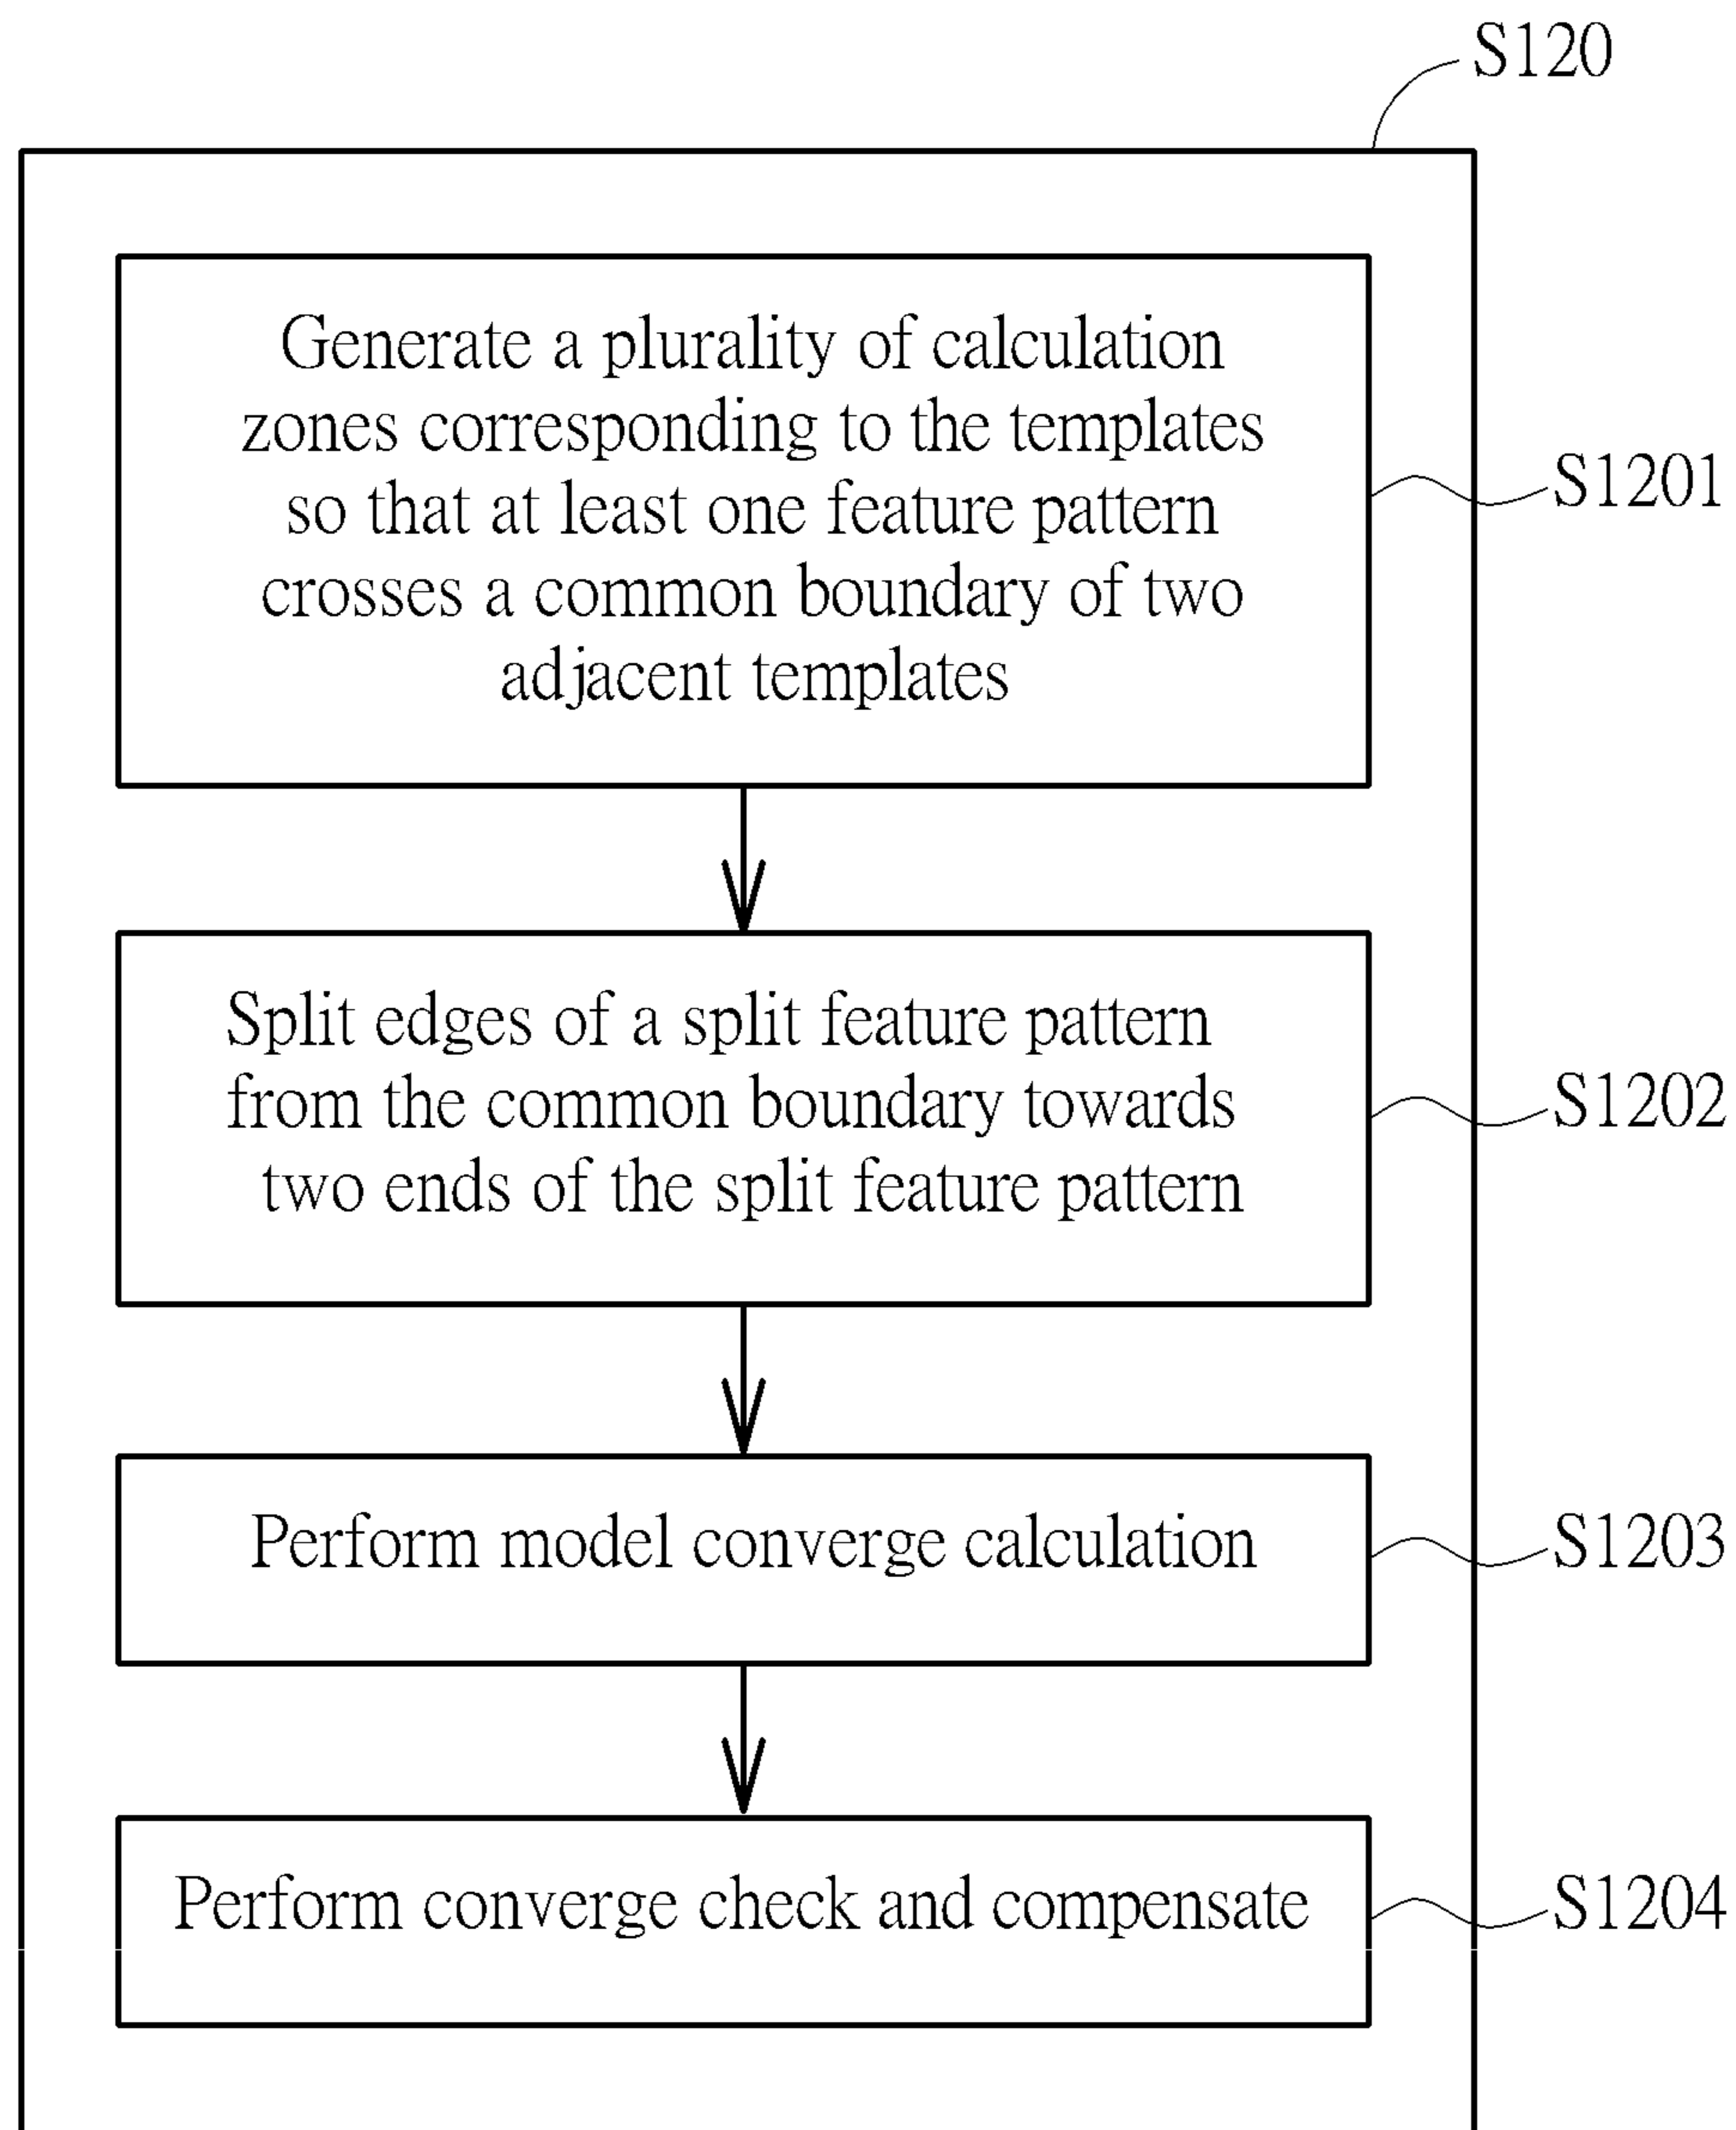 S120
Generate a plurality of calculation
zones corresponding to the templates
so that at least one feature pattern
crosses a common boundary of two
adjacent templates
S1201
Split edges of a split feature pattern
from the common boundary towards
two ends of the split feature pattern
S1202
Perform model converge calculation
S1203
Perform converge check and compensate
S1204